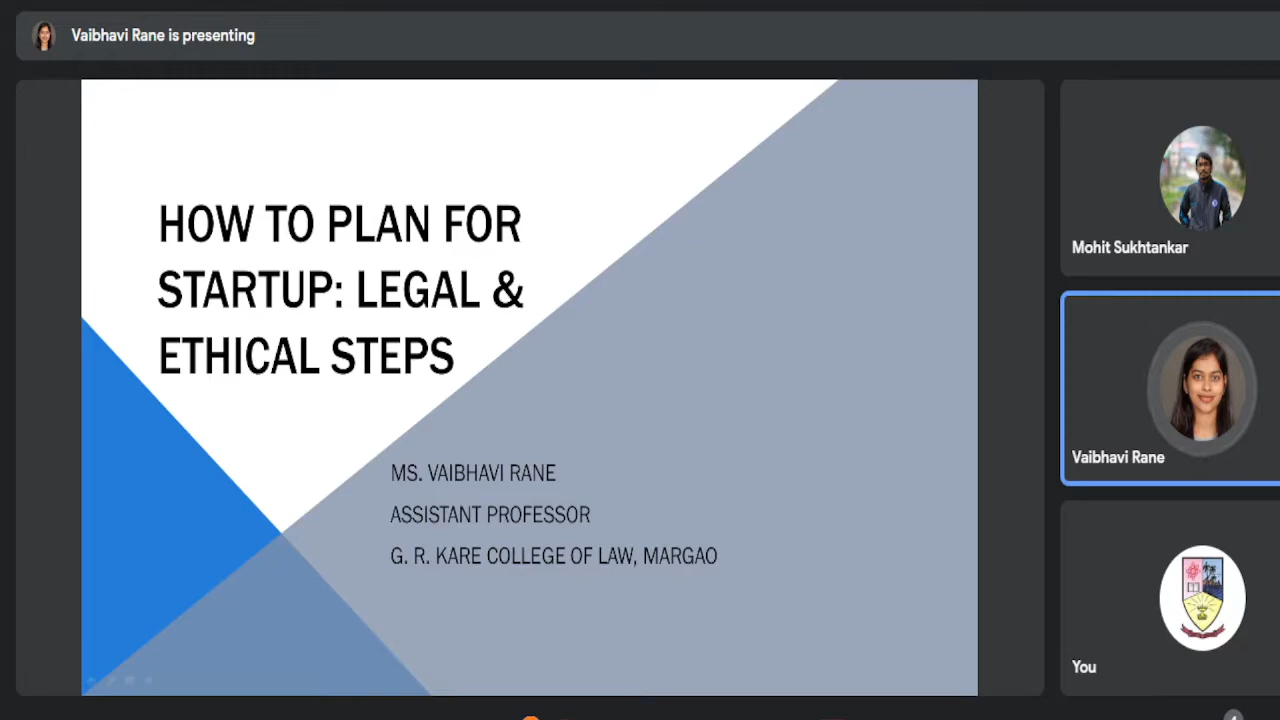 Vaibhavi Rane is presenting
HOW TO PLAN FOR
STARTUP: LEGAL &
ETHICAL STEPS
MS. VAIBHAVI RANE
ASSISTANT PROFESSOR
G. R. KARE COLLEGE OF LAW, MARGAO
Mohit Sukhtankar
Vaibhavi Rane
You